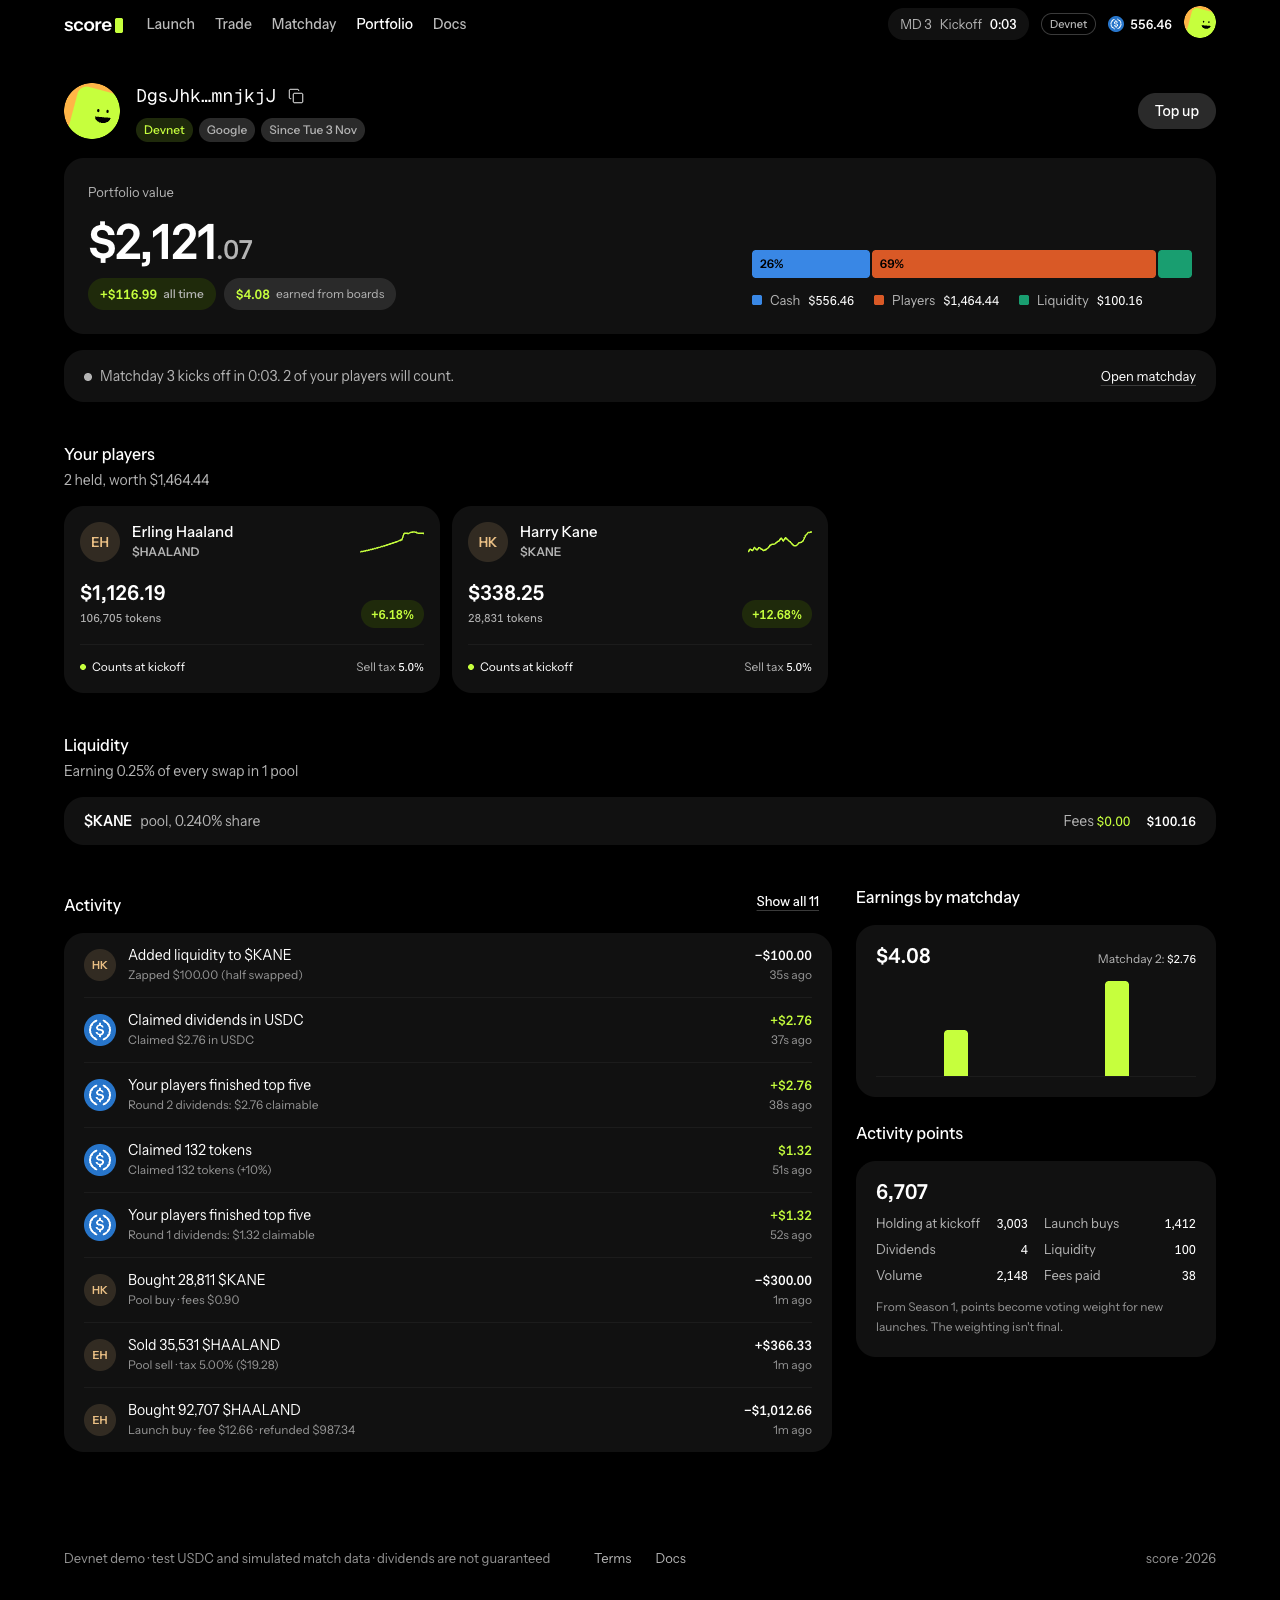 score
Launch Trade Matchday Portfolio Docs
MD 3 Kickoff 0:03
Devnet
556.46
DgsJhk…mnjkjJ
Devnet Google Since Tue 3 Nov
Top up
Portfolio value
$2,121.07
+$116.99 all time
$4.08 earned from boards
26% 69%
Cash $556.46 Players $1,464.44 Liquidity $100.16
Matchday 3 kicks off in 0:03. 2 of your players will count.
Open matchday
Your players
2 held, worth $1,464.44
EH
Erling Haaland
$HAALAND
$1,126.19
106,705 tokens
+6.18%
Counts at kickoff
Sell tax 5.0%
HK
Harry Kane
$KANE
$338.25
28,831 tokens
+12.68%
Counts at kickoff
Sell tax 5.0%
Liquidity
Earning 0.25% of every swap in 1 pool
$KANE pool, 0.240% share
Fees $0.00 $100.16
Activity
Show all 11
HK
Added liquidity to $KANE
Zapped $100.00 (half swapped)
−$100.00
35s ago
Claimed dividends in USDC
Claimed $2.76 in USDC
+$2.76
37s ago
Your players finished top five
Round 2 dividends: $2.76 claimable
+$2.76
38s ago
Claimed 132 tokens
Claimed 132 tokens (+10%)
$1.32
51s ago
Your players finished top five
Round 1 dividends: $1.32 claimable
+$1.32
52s ago
HK
Bought 28,811 $KANE
Pool buy · fees $0.90
−$300.00
1m ago
EH
Sold 35,531 $HAALAND
Pool sell · tax 5.00% ($19.28)
+$366.33
1m ago
EH
Bought 92,707 $HAALAND
Launch buy · fee $12.66 · refunded $987.34
−$1,012.66
1m ago
Earnings by matchday
$4.08
Matchday 2: $2.76
Activity points
6,707
Holding at kickoff 3,003 Launch buys 1,412
Dividends 4 Liquidity 100
Volume 2,148 Fees paid 38
From Season 1, points become voting weight for new
launches. The weighting isn't final.
Devnet demo · test USDC and simulated match data · dividends are not guaranteed
Terms Docs
score · 2026